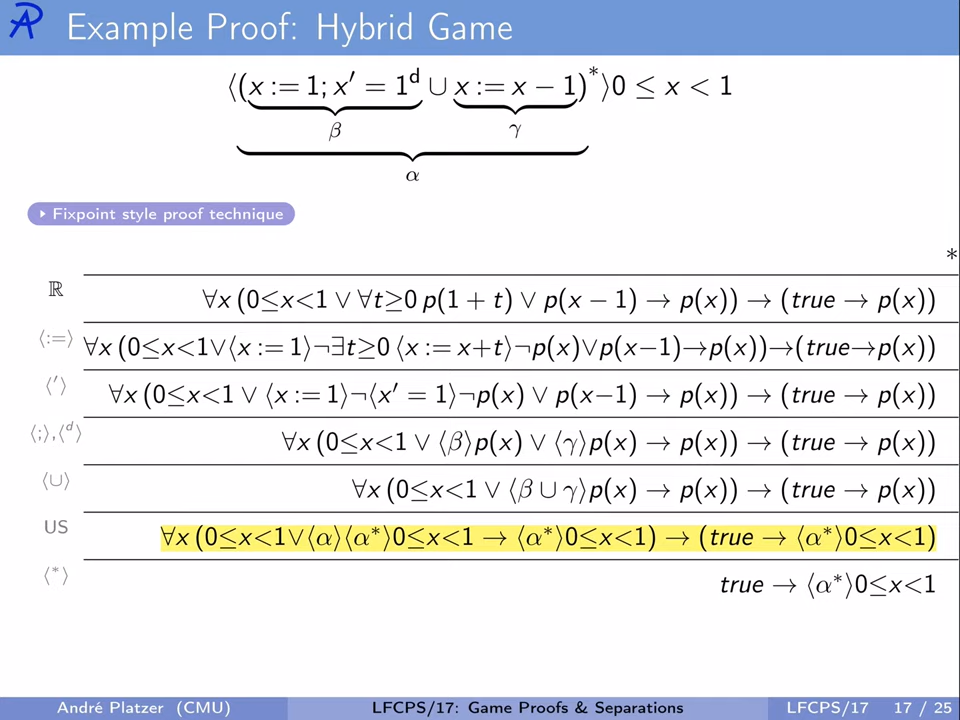 Example Proof: Hybrid Game
⟨(x := 1; x′ = 1ᵈ ∪ x := x − 1)*⟩0 ≤ x < 1
β γ
α
Fixpoint style proof technique
*
ℝ ∀x (0≤x<1 ∨ ∀t≥0 p(1 + t) ∨ p(x − 1) → p(x)) → (true → p(x))
⟨:=⟩ ∀x (0≤x<1∨⟨x := 1⟩¬∃t≥0 ⟨x := x+t⟩¬p(x)∨p(x−1)→p(x))→(true→p(x))
⟨′⟩ ∀x (0≤x<1 ∨ ⟨x := 1⟩¬⟨x′ = 1⟩¬p(x) ∨ p(x−1) → p(x)) → (true → p(x))
⟨;⟩,⟨ᵈ⟩ ∀x (0≤x<1 ∨ ⟨β⟩p(x) ∨ ⟨γ⟩p(x) → p(x)) → (true → p(x))
⟨∪⟩ ∀x (0≤x<1 ∨ ⟨β ∪ γ⟩p(x) → p(x)) → (true → p(x))
US ∀x (0≤x<1∨⟨α⟩⟨α*⟩0≤x<1 → ⟨α*⟩0≤x<1) → (true → ⟨α*⟩0≤x<1)
⟨*⟩ true → ⟨α*⟩0≤x<1
André Platzer (CMU) LFCPS/17: Game Proofs & Separations LFCPS/17 17 / 25